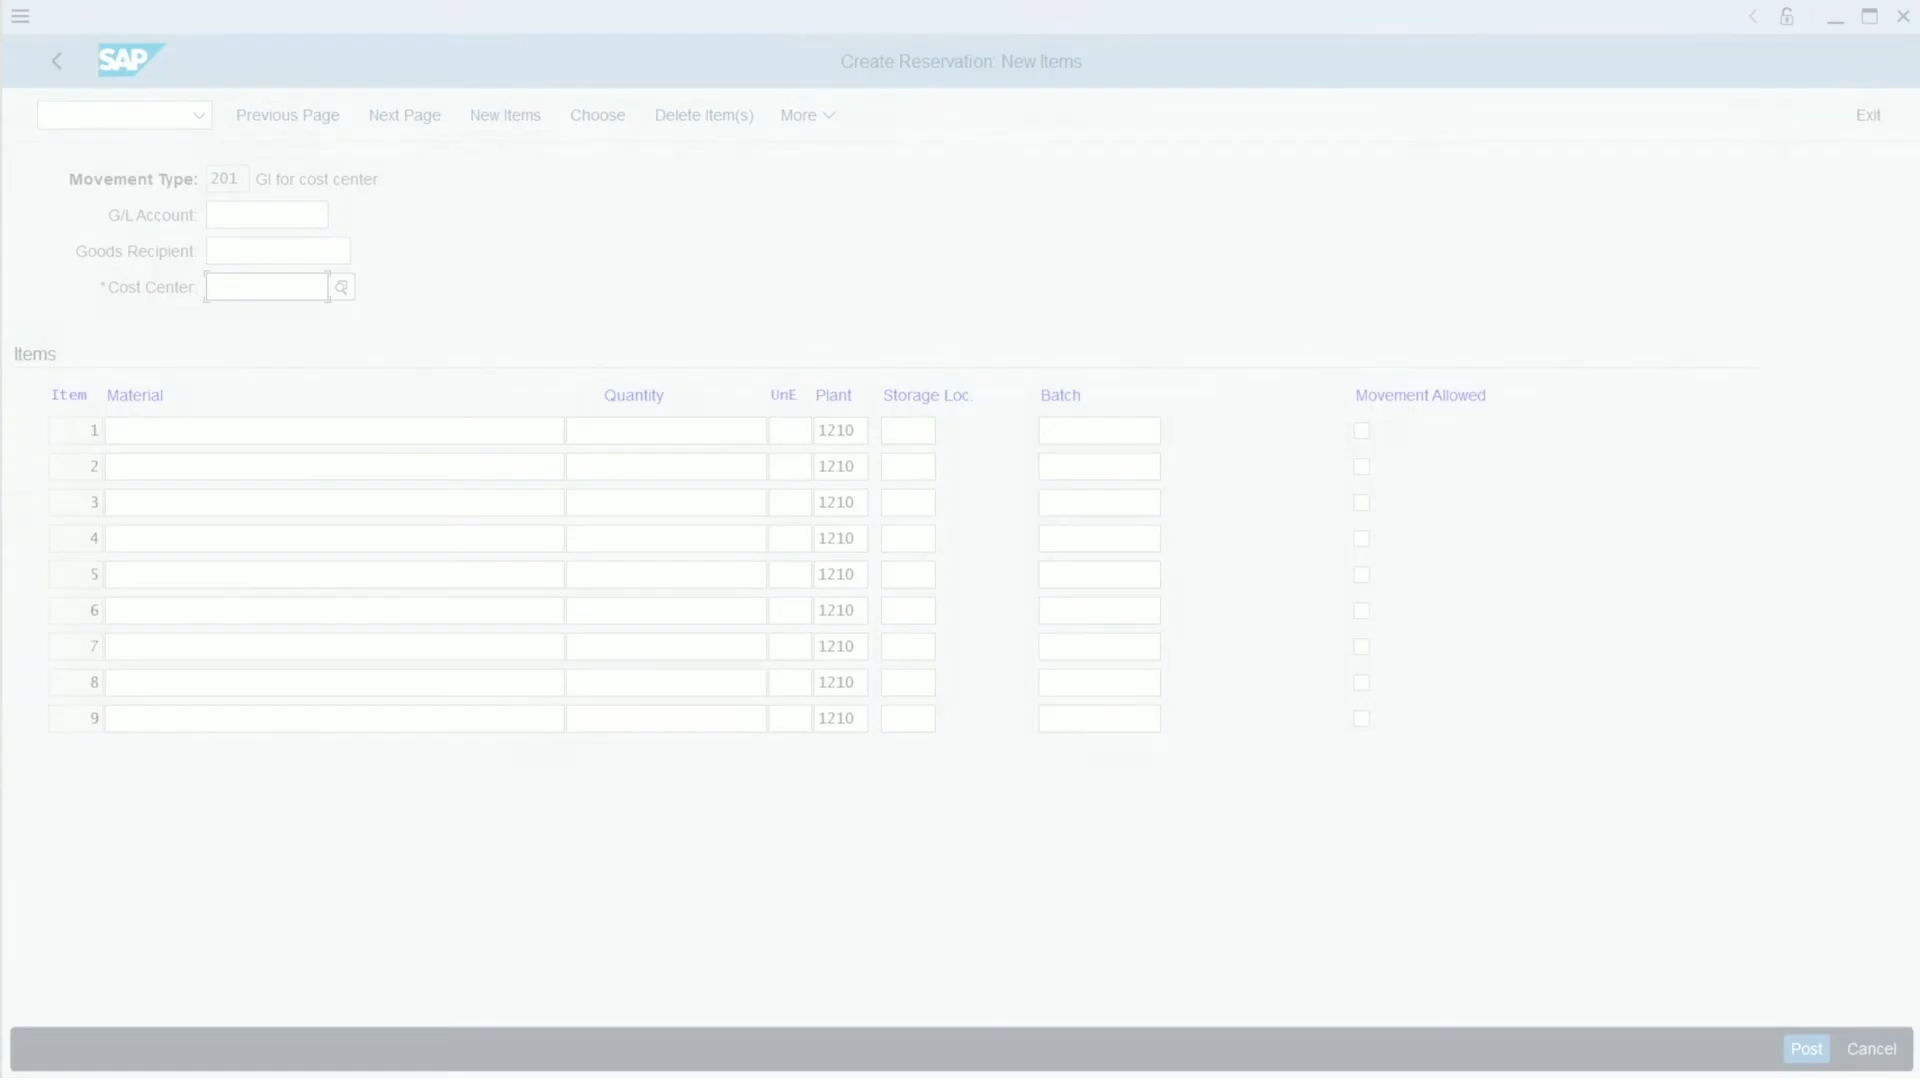 SAP
Create Reservation: New Items
Previous Page Next Page New Items Choose Delete Item(s) More Exit
Movement Type: 201 GI for cost center
G/L Account:
Goods Recipient:
*Cost Center:
Items
Item Material Quantity UnE Plant Storage Loc. Batch Movement Allowed
1 1210
2 1210
3 1210
4 1210
5 1210
6 1210
7 1210
8 1210
9 1210
Post Cancel